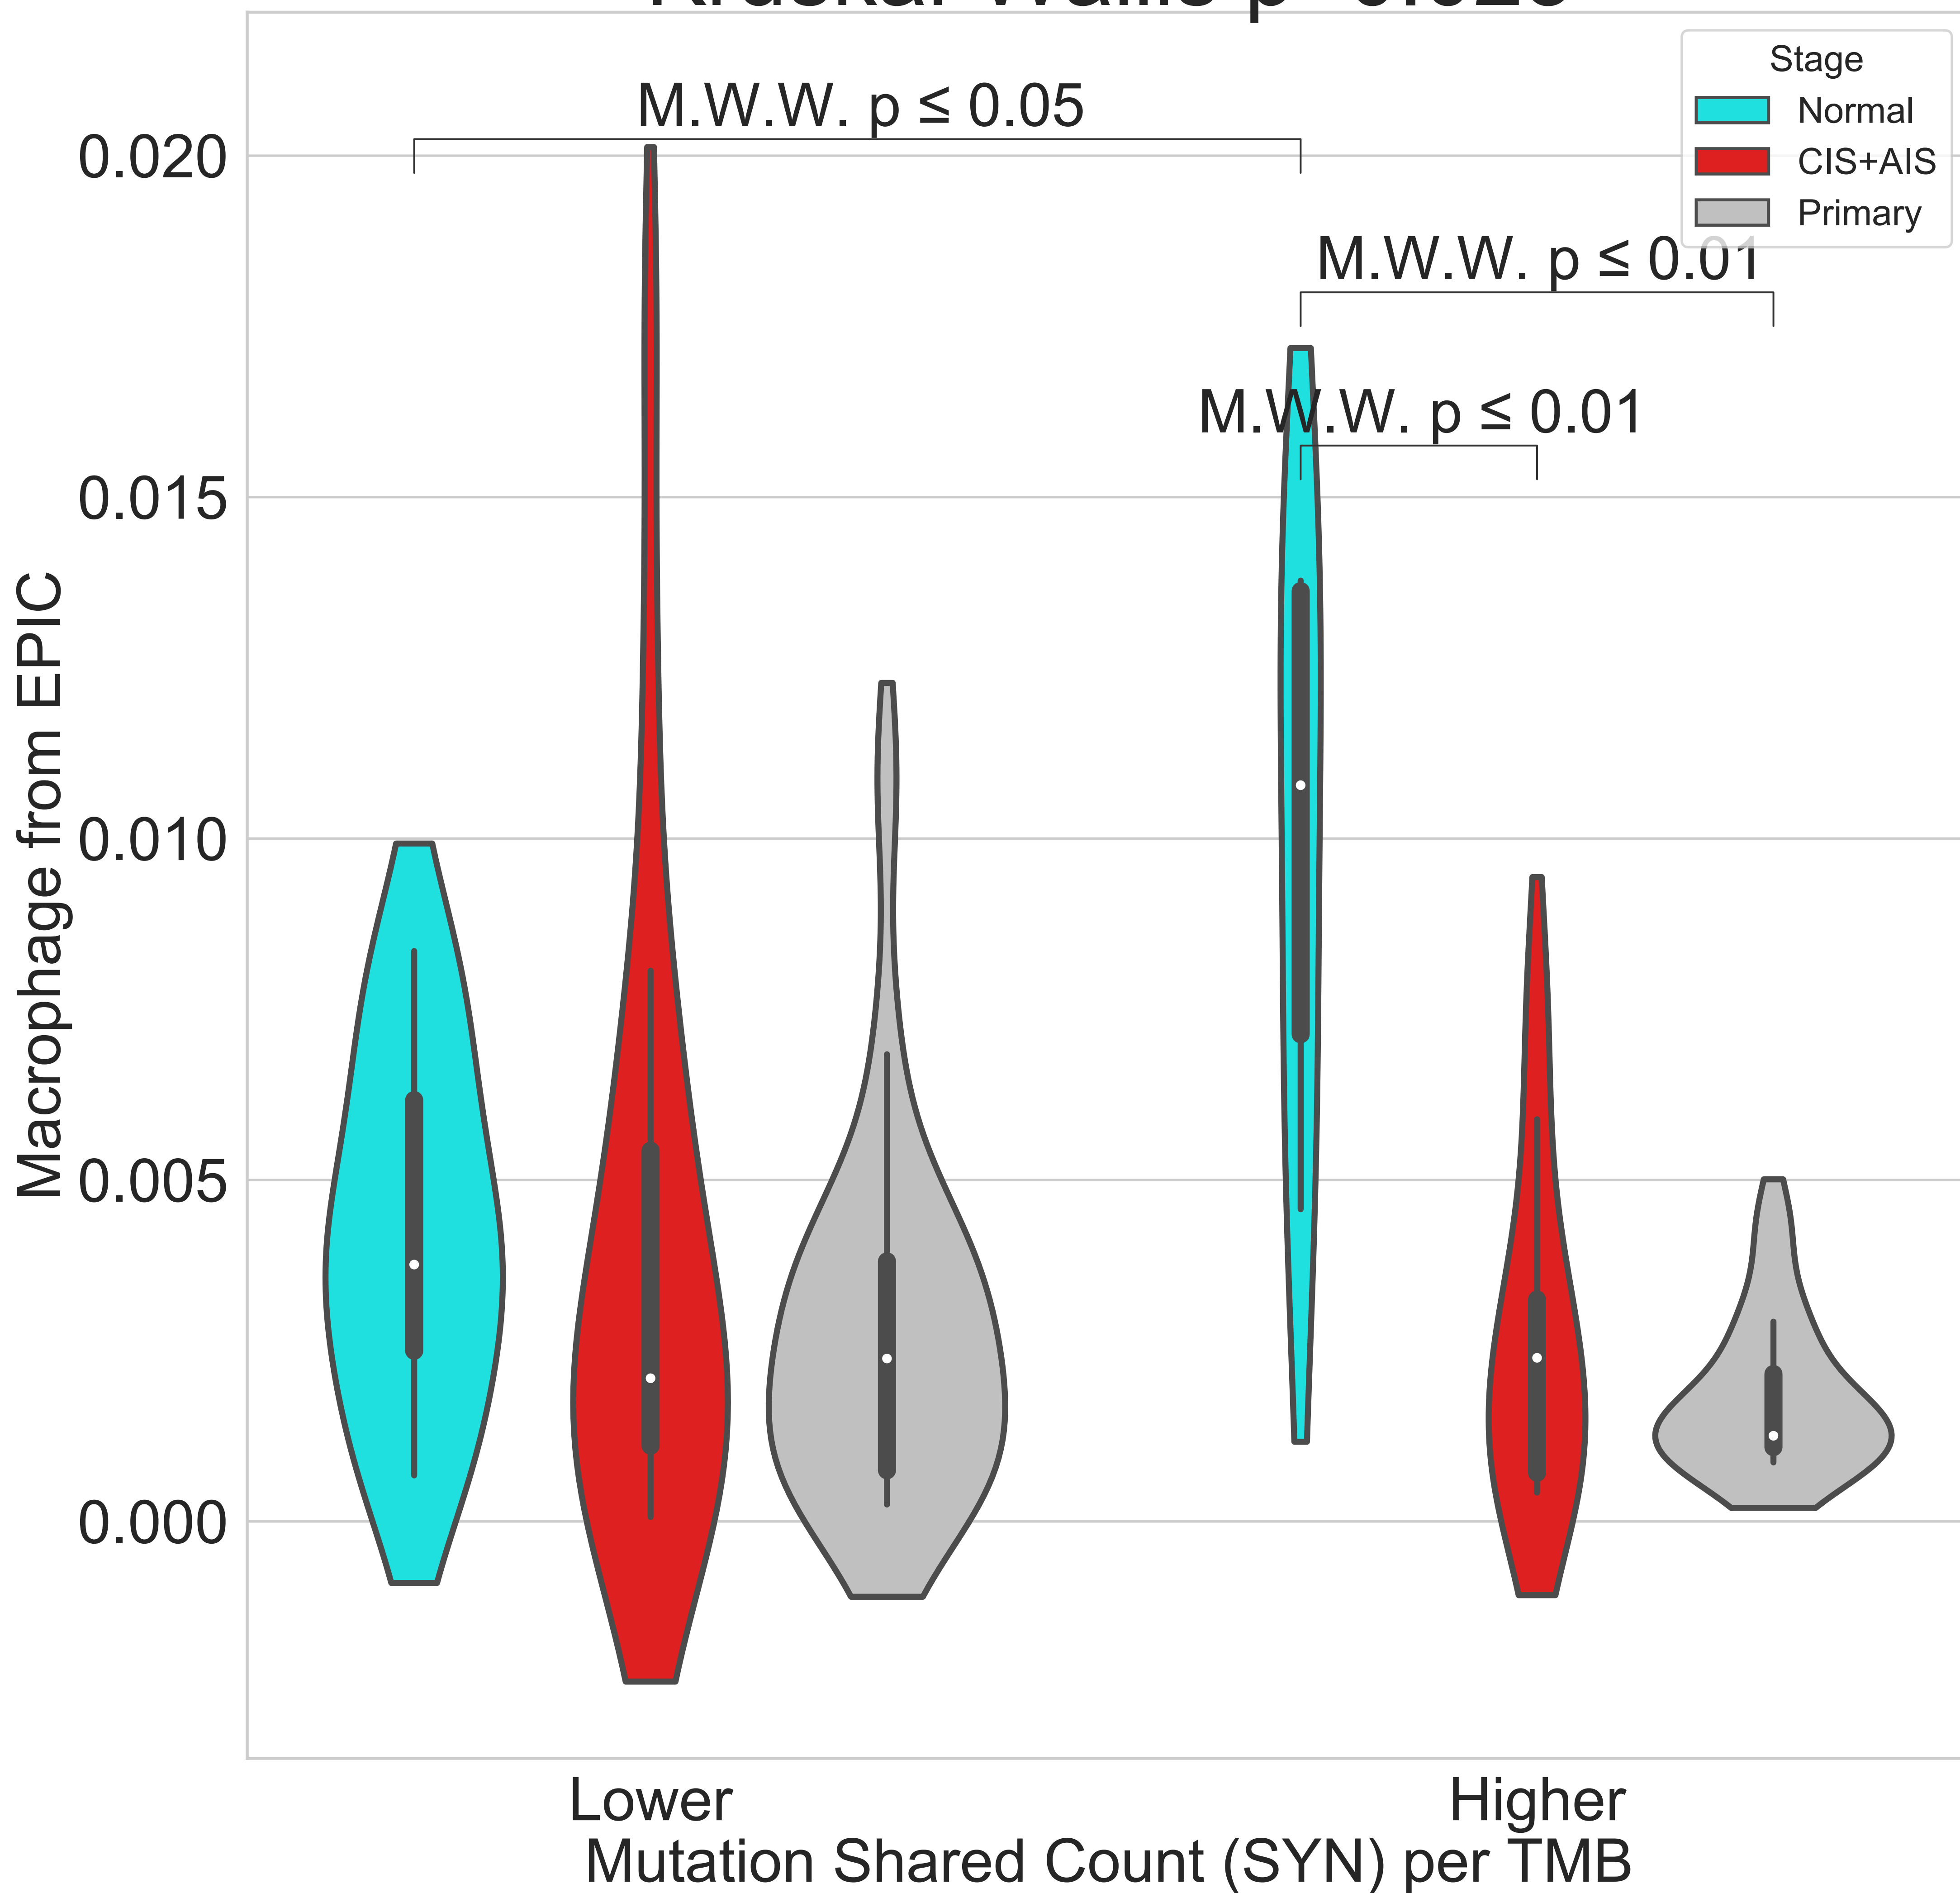 M.W.W. p ≤ 0.05
M.W.W. p ≤ 0.01
M.W.W. p ≤ 0.01
Stage
Normal
CIS+AIS
Primary
Macrophage from EPIC
0.020
0.015
0.010
0.005
0.000
Lower
Higher
Mutation Shared Count (SYN) per TMB